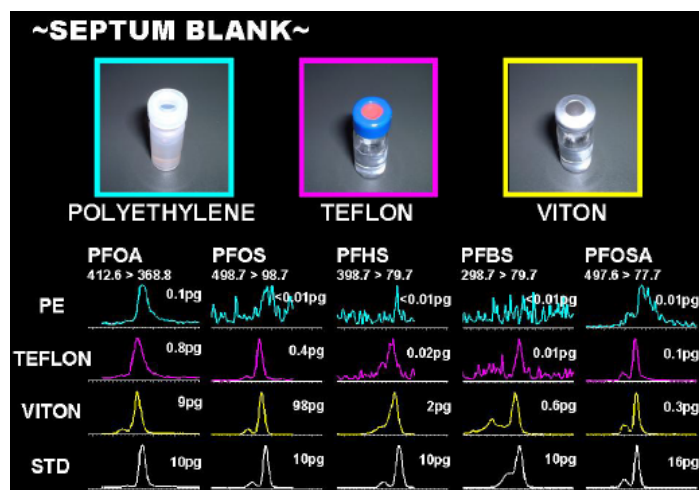 ~SEPTUM BLANK~
POLYETHYLENE TEFLON VITON
PFOA PFOS PFHS PFBS PFOSA
412.6 > 368.8 498.7 > 98.7 398.7 > 79.7 298.7 > 79.7 497.6 > 77.7
PE 0.1pg <0.01pg <0.01pg <0.01pg 0.01pg
TEFLON 0.8pg 0.4pg 0.02pg 0.01pg 0.1pg
VITON 9pg 98pg 2pg 0.6pg 0.3pg
STD 10pg 10pg 10pg 10pg 16pg